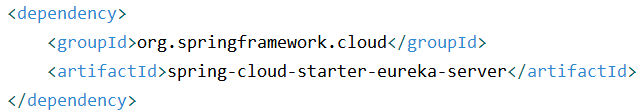 <dependency>
    <groupId>org.springframework.cloud</groupId>
    <artifactId>spring-cloud-starter-eureka-server</artifactId>
</dependency>